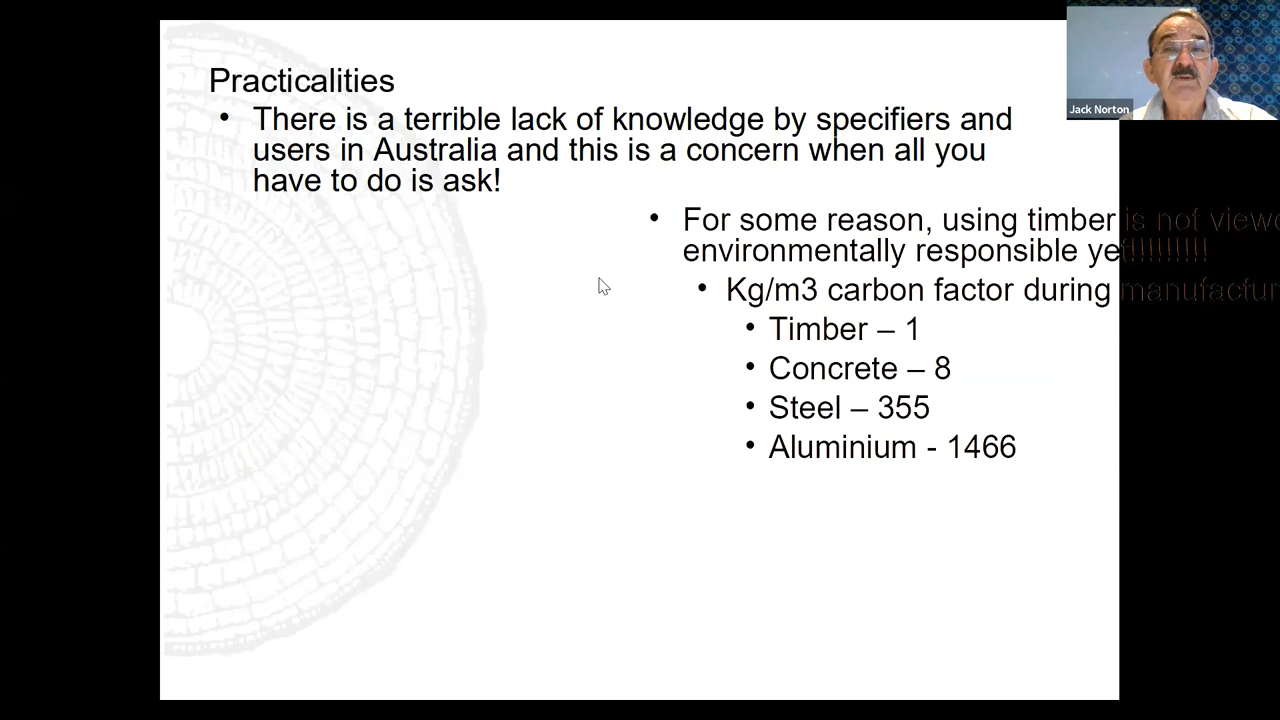 Practicalities
• There is a terrible lack of knowledge by specifiers and
users in Australia and this is a concern when all you
have to do is ask!
• For some reason, using timber is not viewe
environmentally responsible yet!!!!!!!!!
• Kg/m3 carbon factor during manufactur
• Timber – 1
• Concrete – 8
• Steel – 355
• Aluminium - 1466
Jack Norton